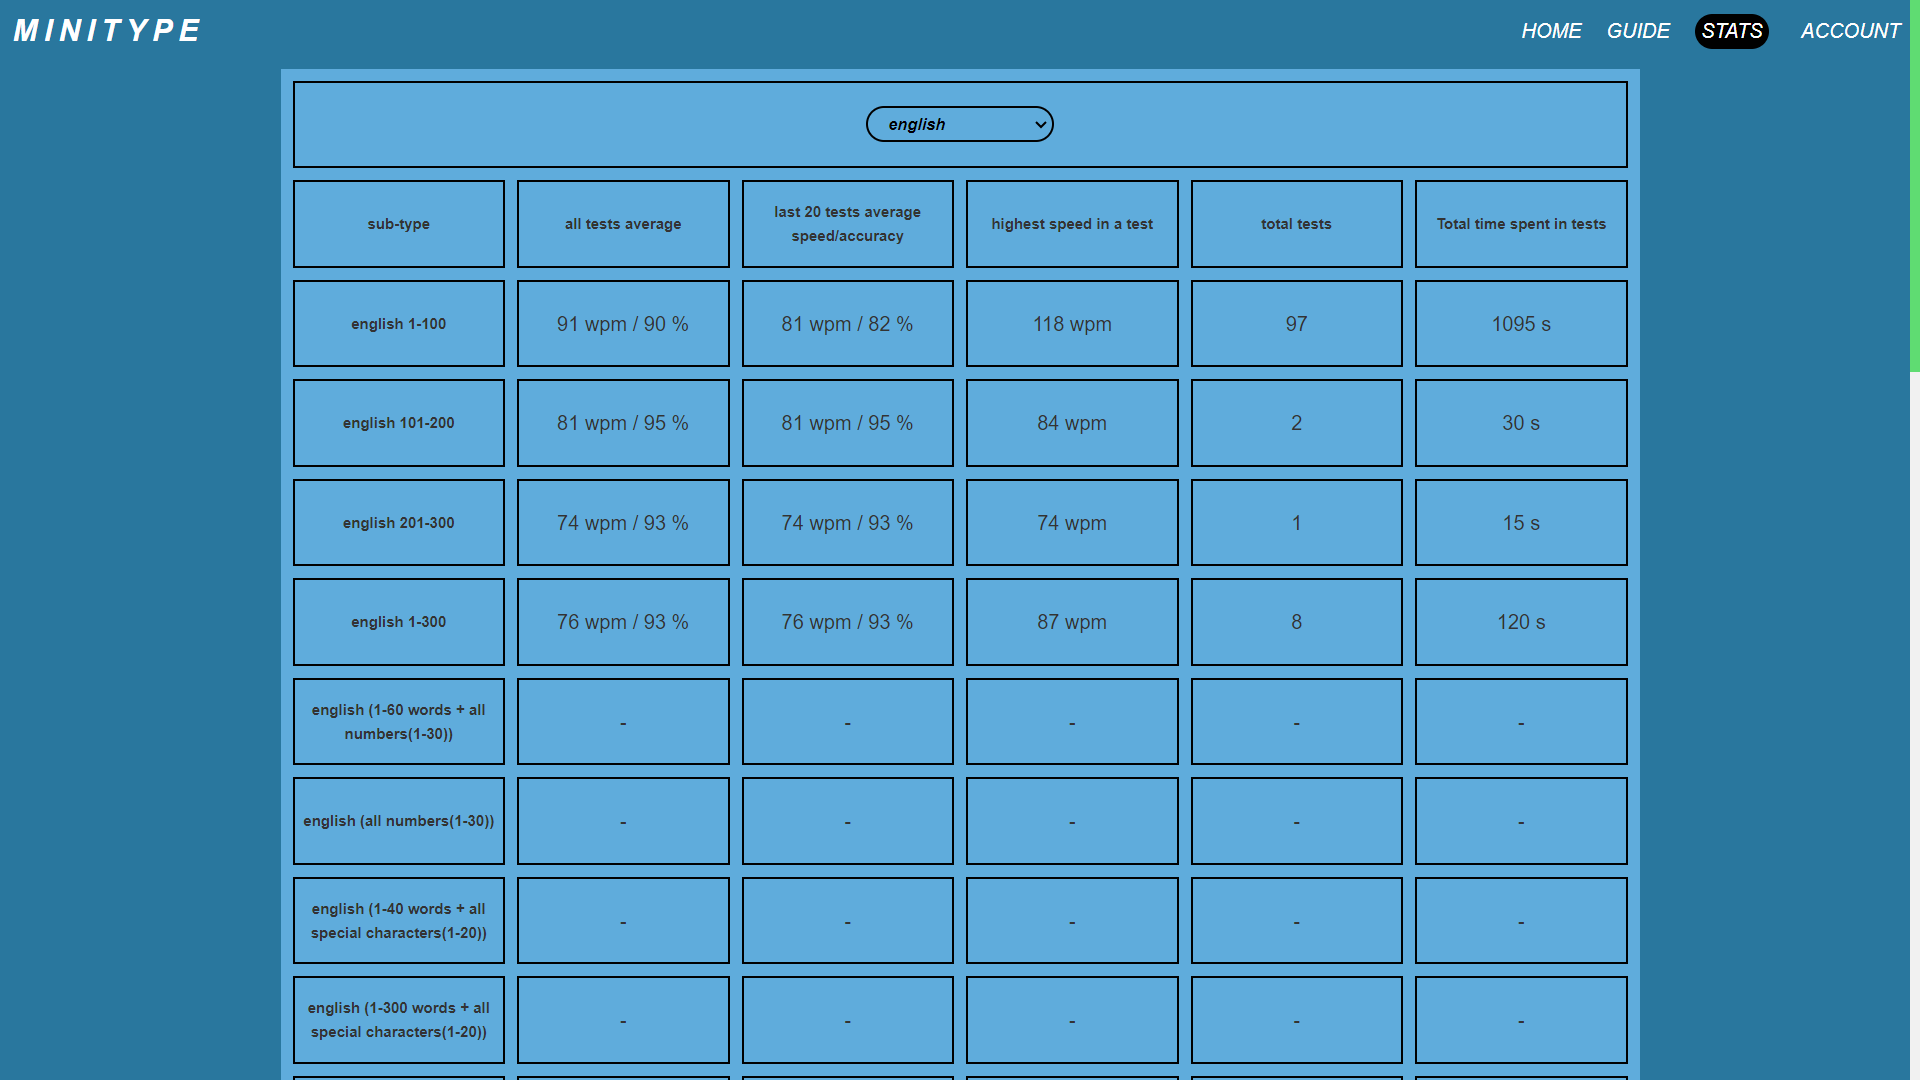 MINITYPE
HOME GUIDE STATS ACCOUNT
english
sub-type all tests average last 20 tests average speed/accuracy highest speed in a test total tests Total time spent in tests
english 1-100 91 wpm / 90 % 81 wpm / 82 % 118 wpm 97 1095 s
english 101-200 81 wpm / 95 % 81 wpm / 95 % 84 wpm 2 30 s
english 201-300 74 wpm / 93 % 74 wpm / 93 % 74 wpm 1 15 s
english 1-300 76 wpm / 93 % 76 wpm / 93 % 87 wpm 8 120 s
english (1-60 words + all
numbers(1-30)) - - - - -
english (all numbers(1-30)) - - - - -
english (1-40 words + all
special characters(1-20)) - - - - -
english (1-300 words + all
special characters(1-20)) - - - - -